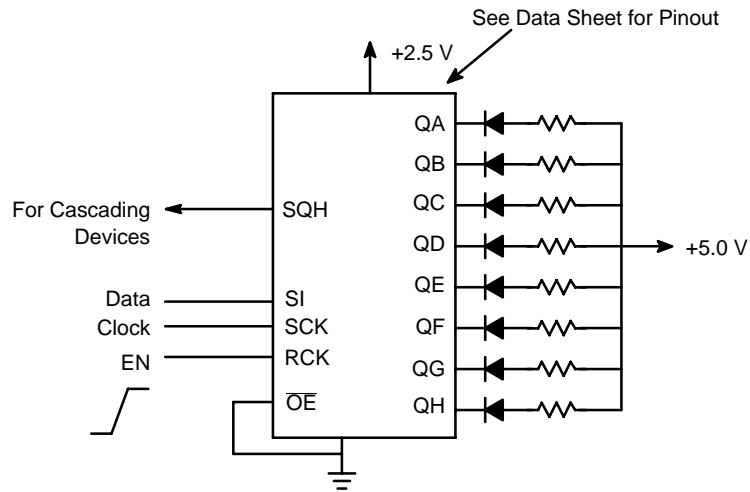 See Data Sheet for Pinout
+2.5 V
QA
QB
For Cascading
Devices
SQH
QC
QD
+5.0 V
QE
Data
SI
Clock
SCK
QF
EN
RCK
QG
OE
QH